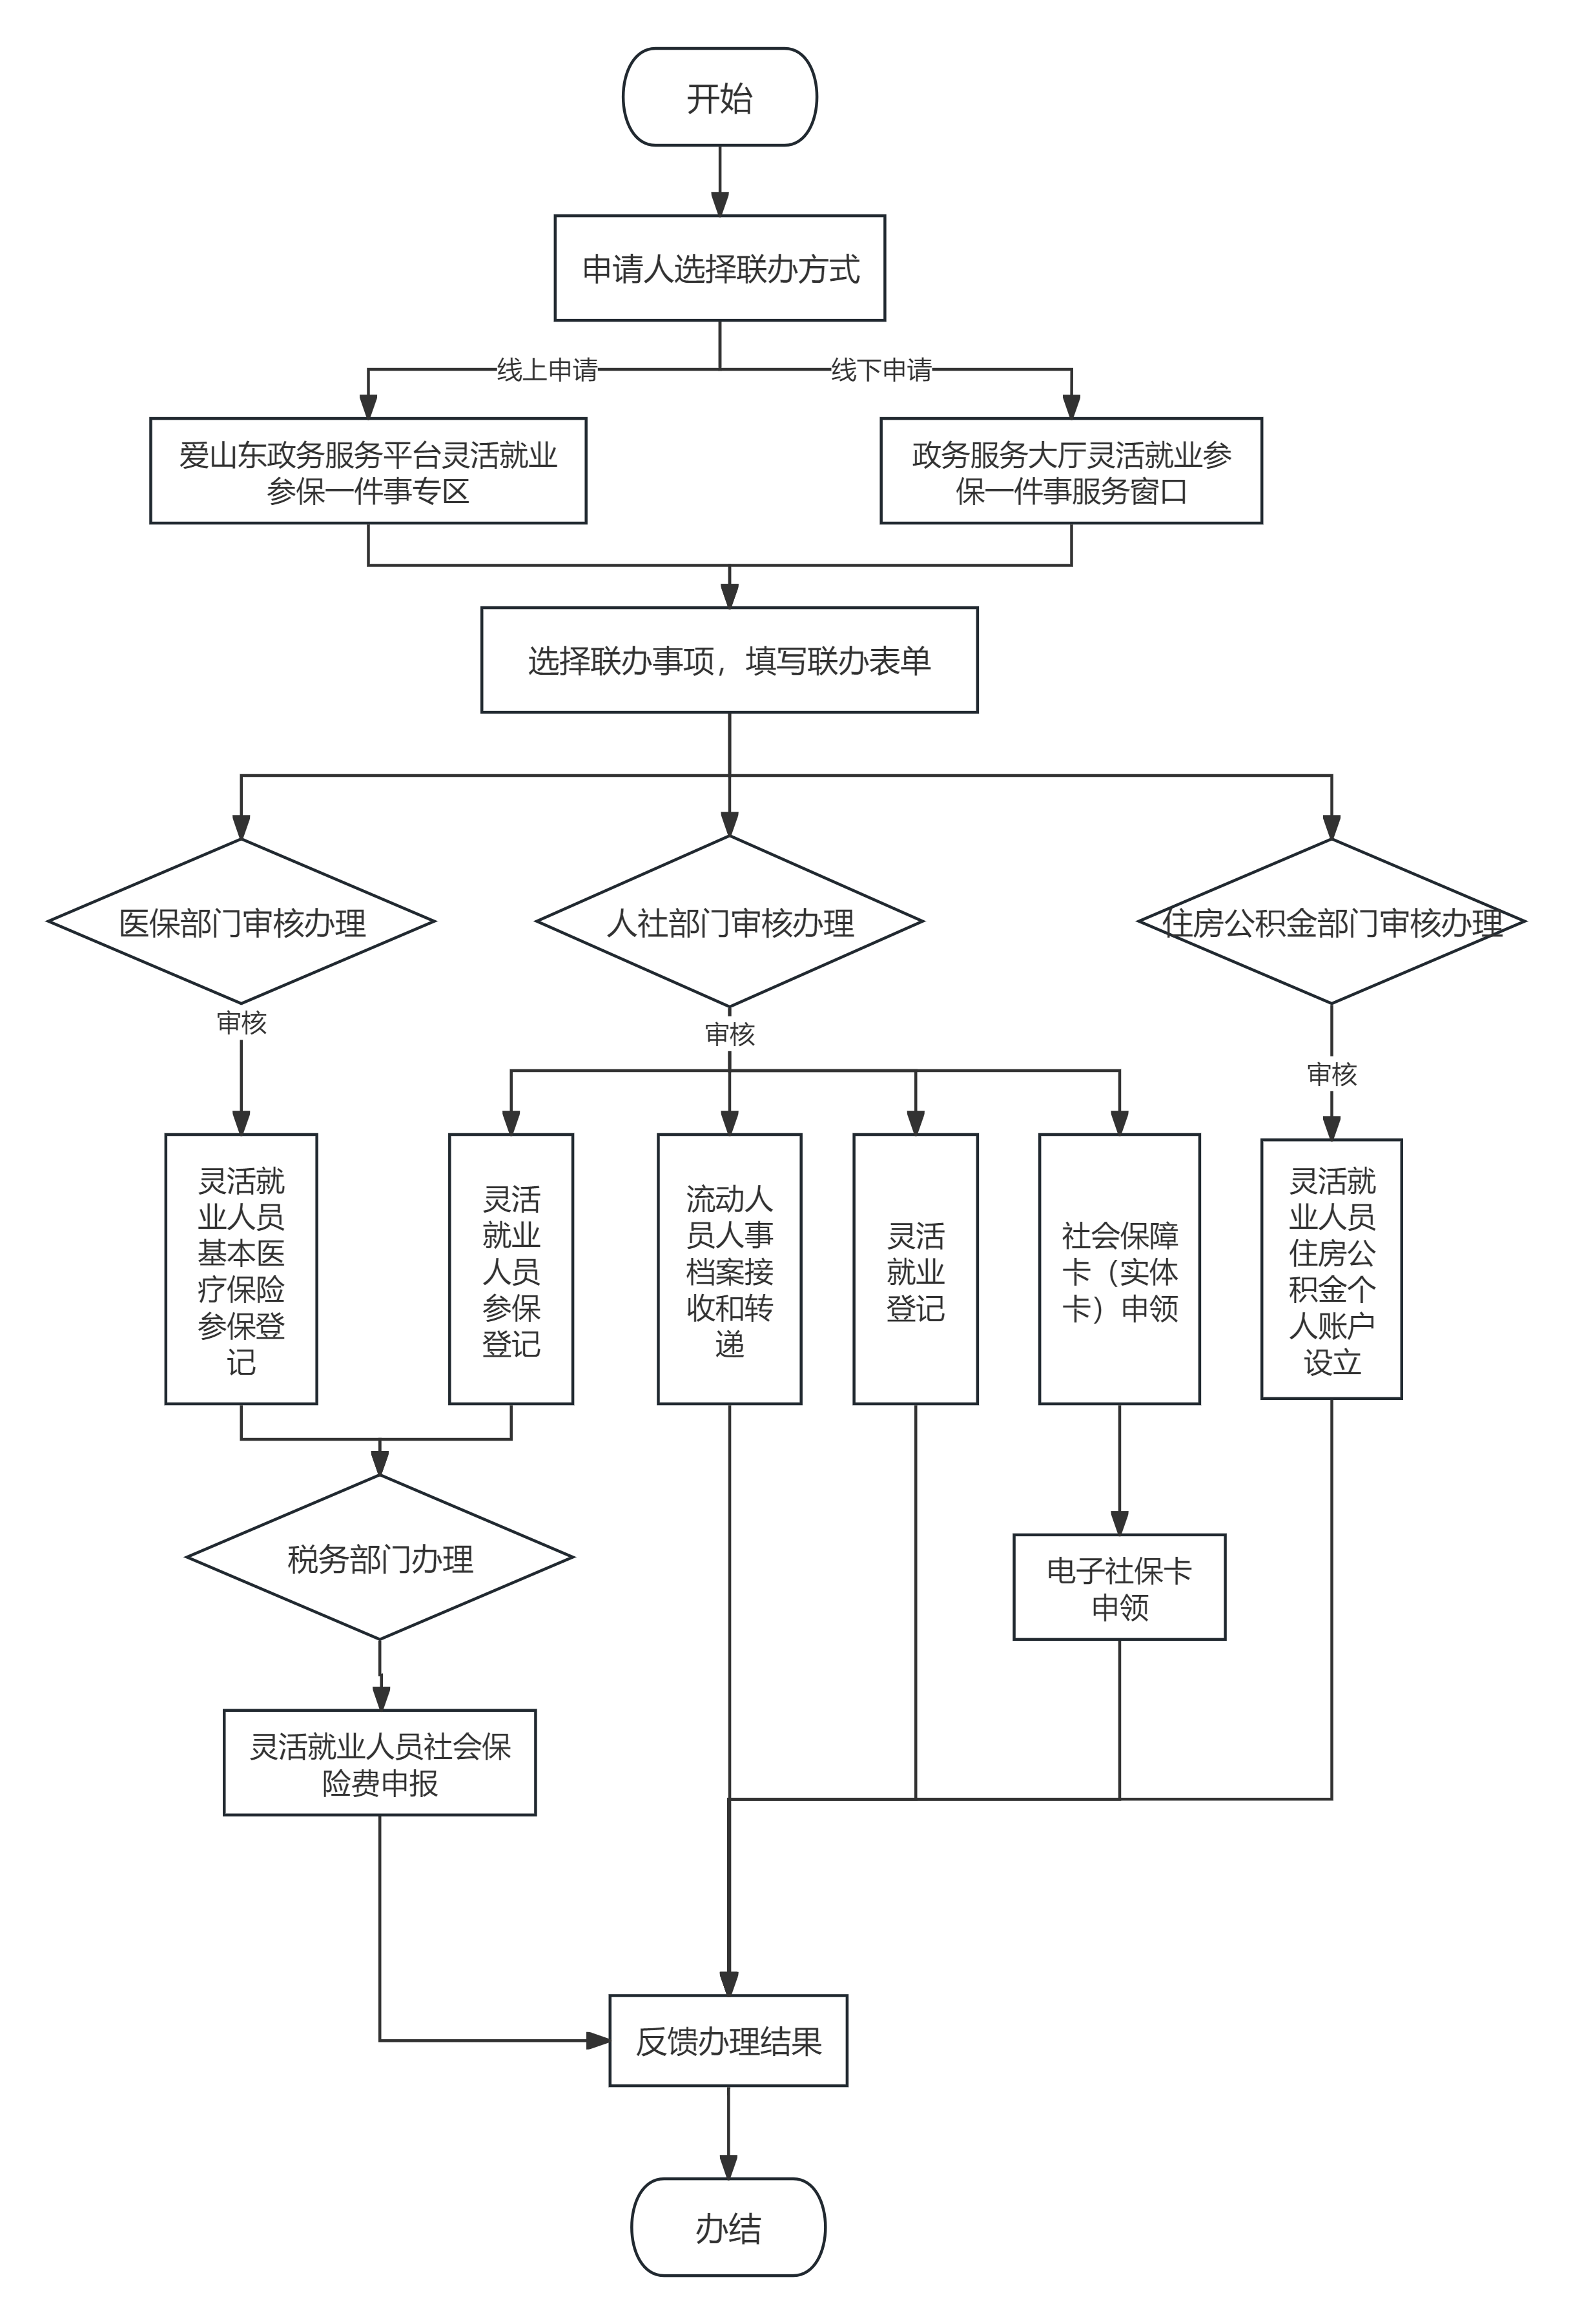 开始
申请人选择联办方式
线上申请
线下申请
爱山东政务服务平台灵活就业
参保一件事专区
政务服务大厅灵活就业参
保一件事服务窗口
选择联办事项，填写联办表单
医保部门审核办理
人社部门审核办理
住房公积金部门审核办理
审核
审核
审核
灵活就
业人员
基本医
疗保险
参保登
记
灵活
就业
人员
参保
登记
流动人
员人事
档案接
收和转
递
灵活
就业
登记
社会保障
卡（实体
卡）申领
灵活就
业人员
住房公
积金个
人账户
设立
税务部门办理
电子社保卡
申领
灵活就业人员社会保
险费申报
反馈办理结果
办结